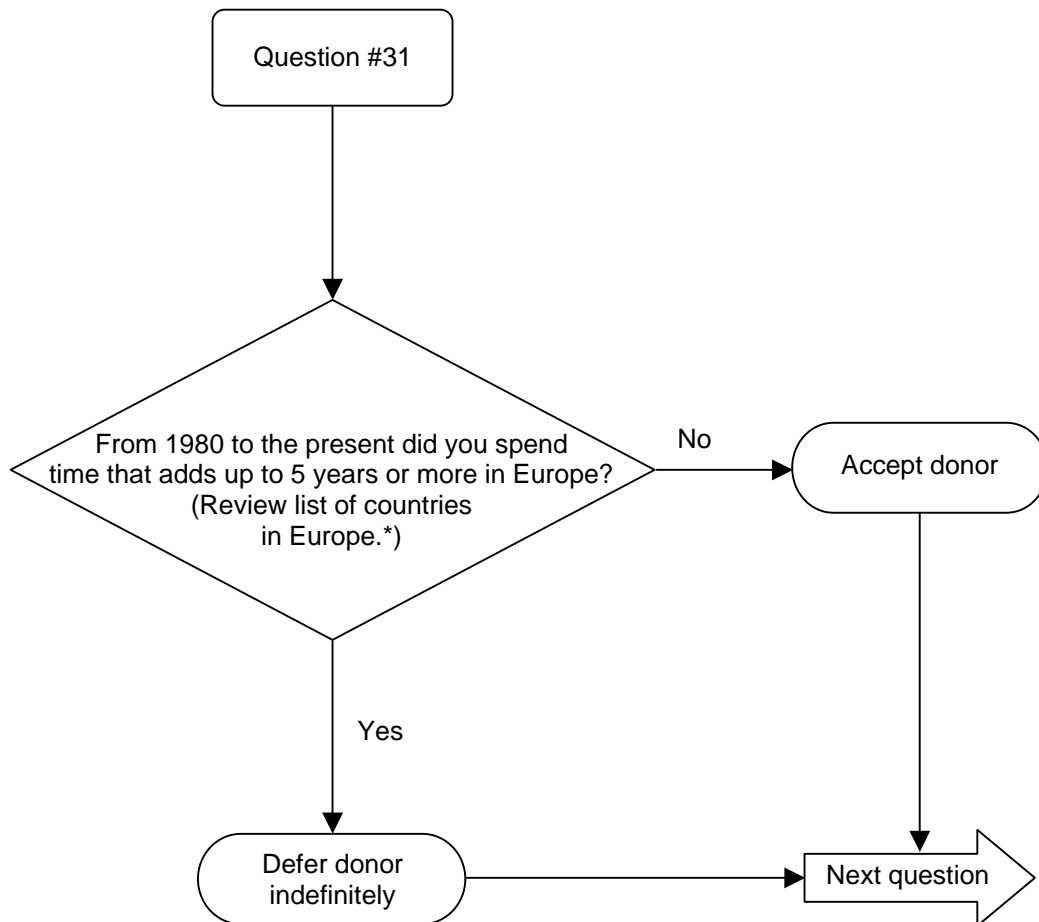 Question #31
From 1980 to the present did you spend
time that adds up to 5 years or more in Europe?
(Review list of countries
in Europe.*)
No
Accept donor
Yes
Defer donor
indefinitely
Next question